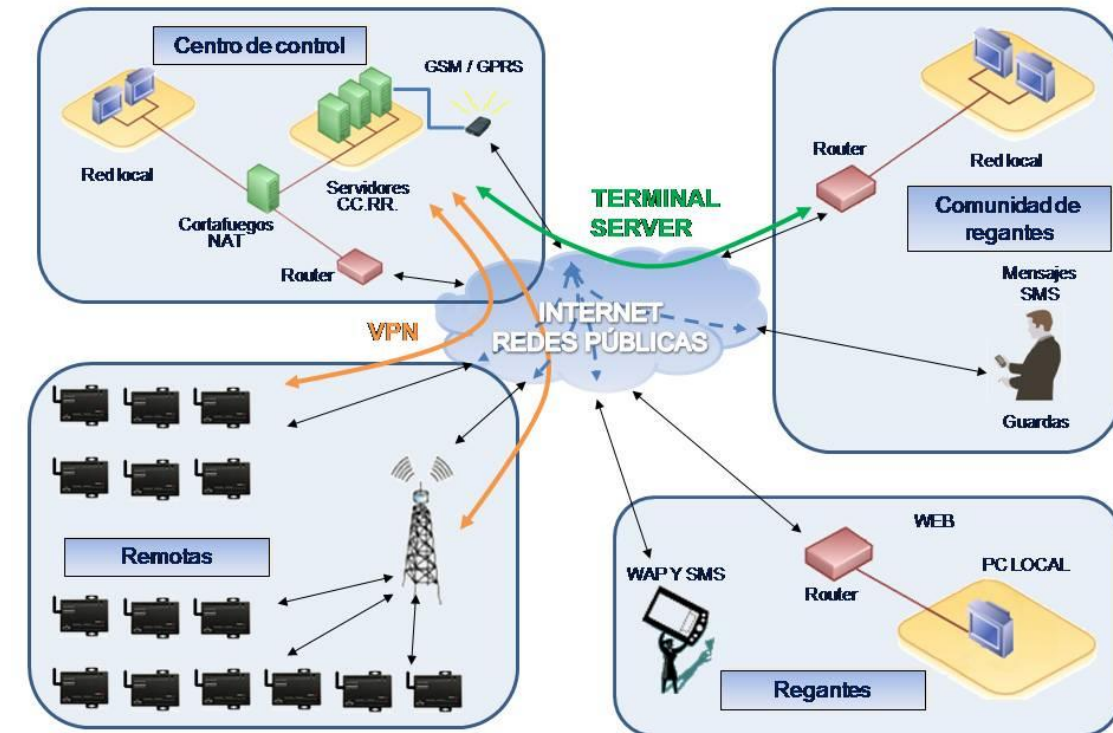 Centro de control
GSM / GPRS
Red local
Servidores
CC.RR.
Cortafuegos
NAT
Router
TERMINAL
SERVER
Router
Red local
Comunidad de
regantes
Mensajes
SMS
Guardas
INTERNET
REDES PÚBLICAS
VPN
Remotas
WEB
WAP Y SMS
Router
PC LOCAL
Regantes